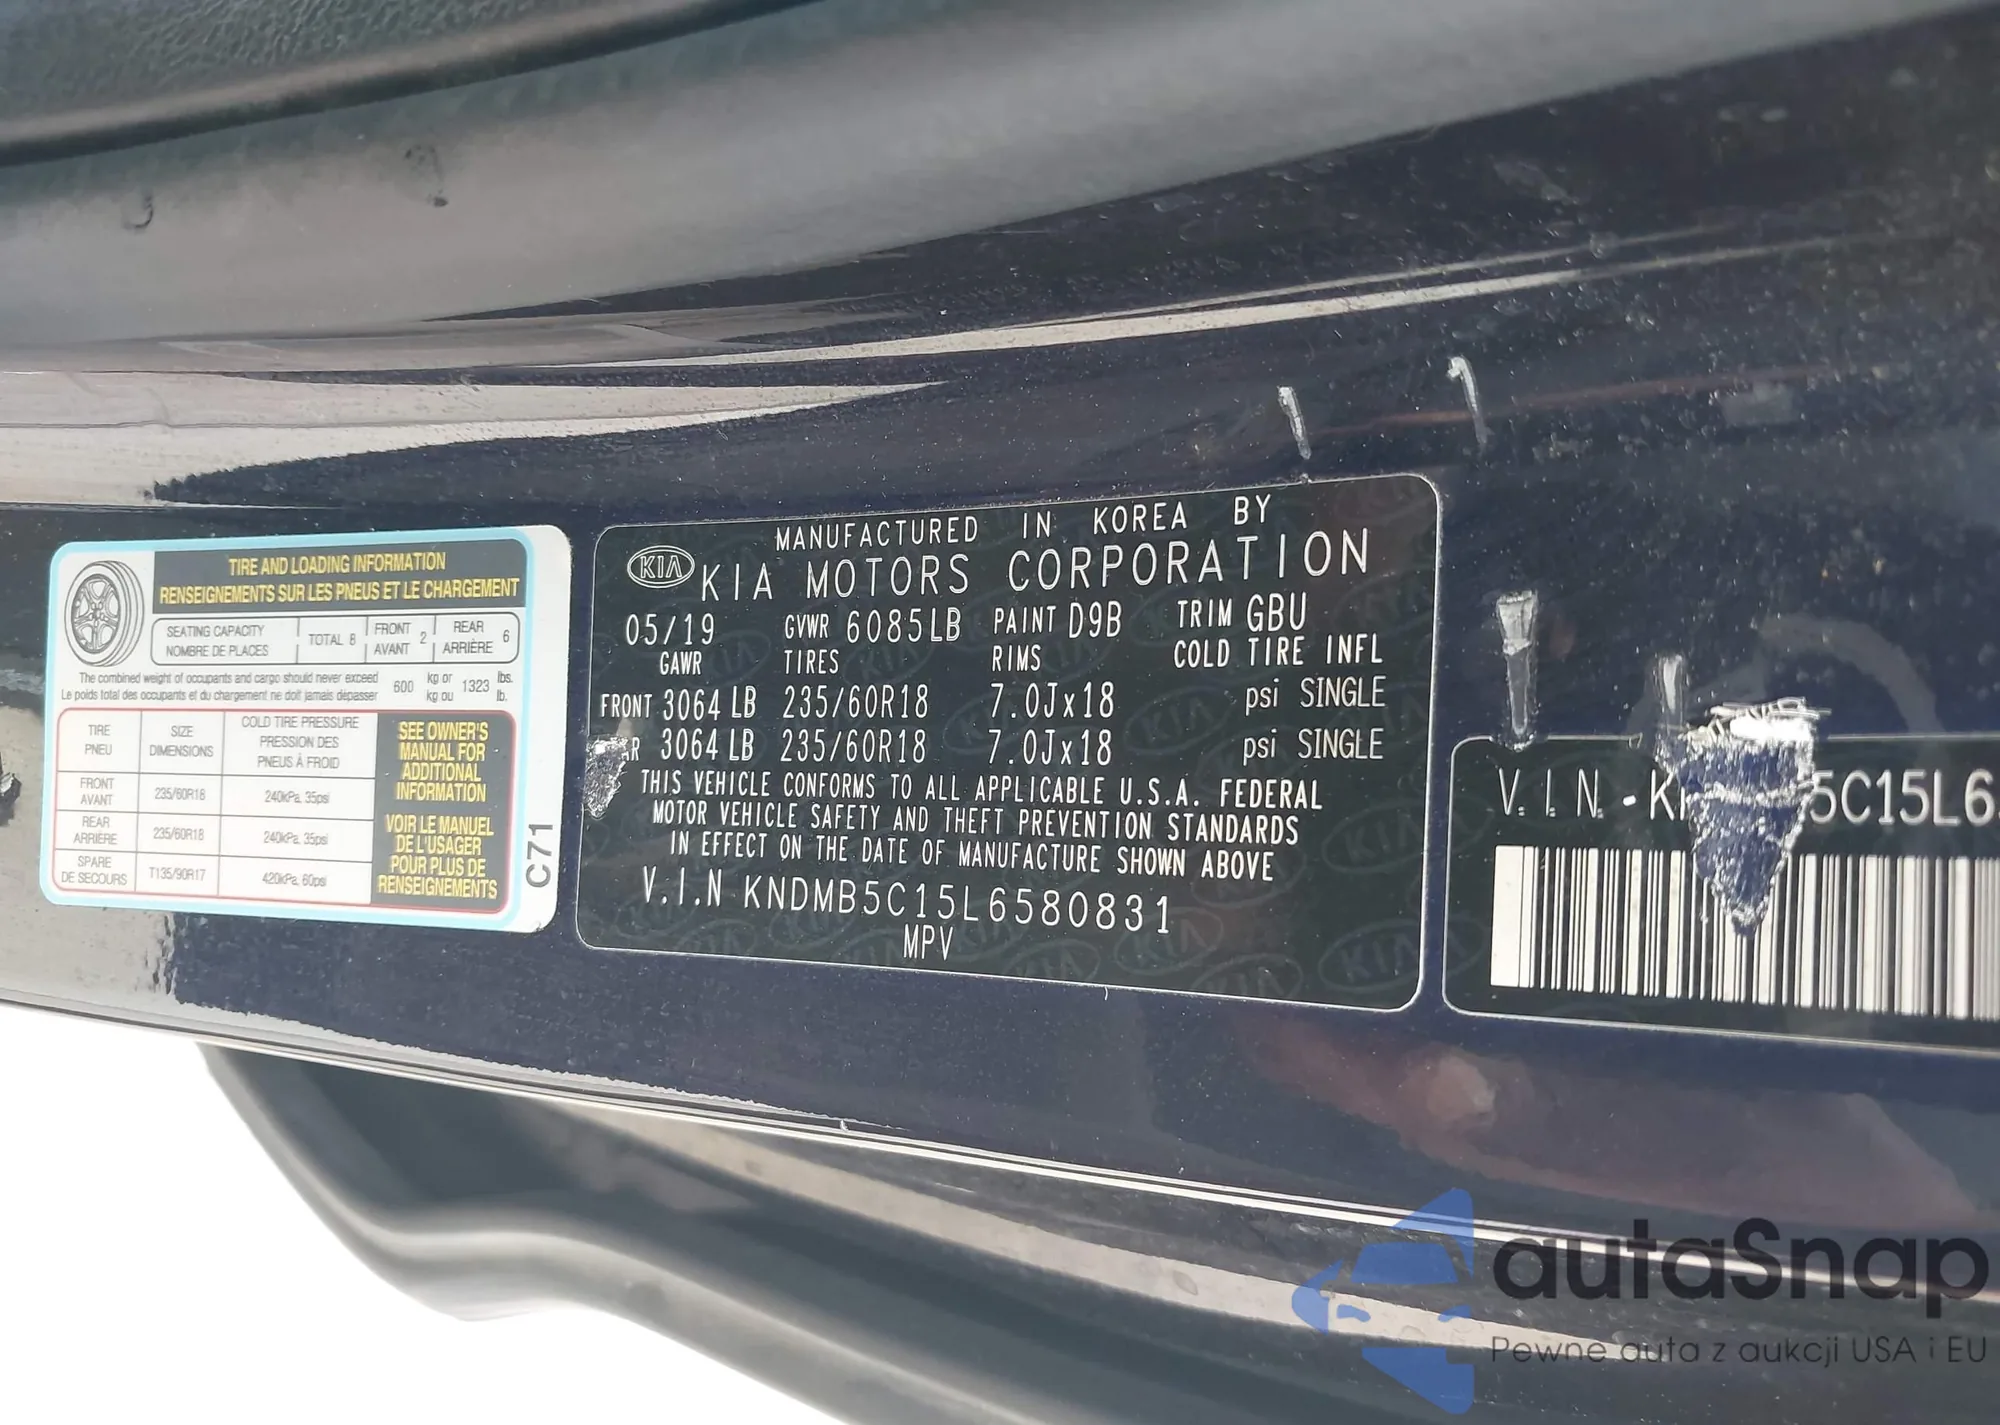 TIRE AND LOADING INFORMATION
RENSEIGNEMENTS SUR LES PNEUS ET LE CHARGEMENT
SEATING CAPACITY
NOMBRE DE PLACES
TOTAL 8
FRONT
AVANT
2
REAR
ARRIÈRE
6
The combined weight of occupants and cargo should never exceed
Le poids total des occupants et du chargement ne doit jamais dépasser
600
kg or
kg ou
1323
lbs.
lb.
TIRE
PNEU
SIZE
DIMENSIONS
COLD TIRE PRESSURE
PRESSION DES
PNEUS À FROID
FRONT
AVANT
235/60R18
240kPa, 35psi
REAR
ARRIÈRE
235/60R18
240kPa, 35psi
SPARE
DE SECOURS
T135/90R17
420kPa, 60psi
SEE OWNER'S
MANUAL FOR
ADDITIONAL
INFORMATION
VOIR LE MANUEL
DE L'USAGER
POUR PLUS DE
RENSEIGNEMENTS
C71
MANUFACTURED IN KOREA BY
KIA
KIA MOTORS CORPORATION
05/19 GVWR 6085LB PAINT D9B TRIM GBU
GAWR TIRES RIMS COLD TIRE INFL
FRONT 3064 LB 235/60R18 7.0Jx18 psi SINGLE
R 3064 LB 235/60R18 7.0Jx18 psi SINGLE
THIS VEHICLE CONFORMS TO ALL APPLICABLE U.S.A. FEDERAL
MOTOR VEHICLE SAFETY AND THEFT PREVENTION STANDARDS
IN EFFECT ON THE DATE OF MANUFACTURE SHOWN ABOVE
V.I.N KNDMB5C15L6580831
MPV
V.I.N.-K 5C15L6
autaSnap
Pewne auta z aukcji USA i EU